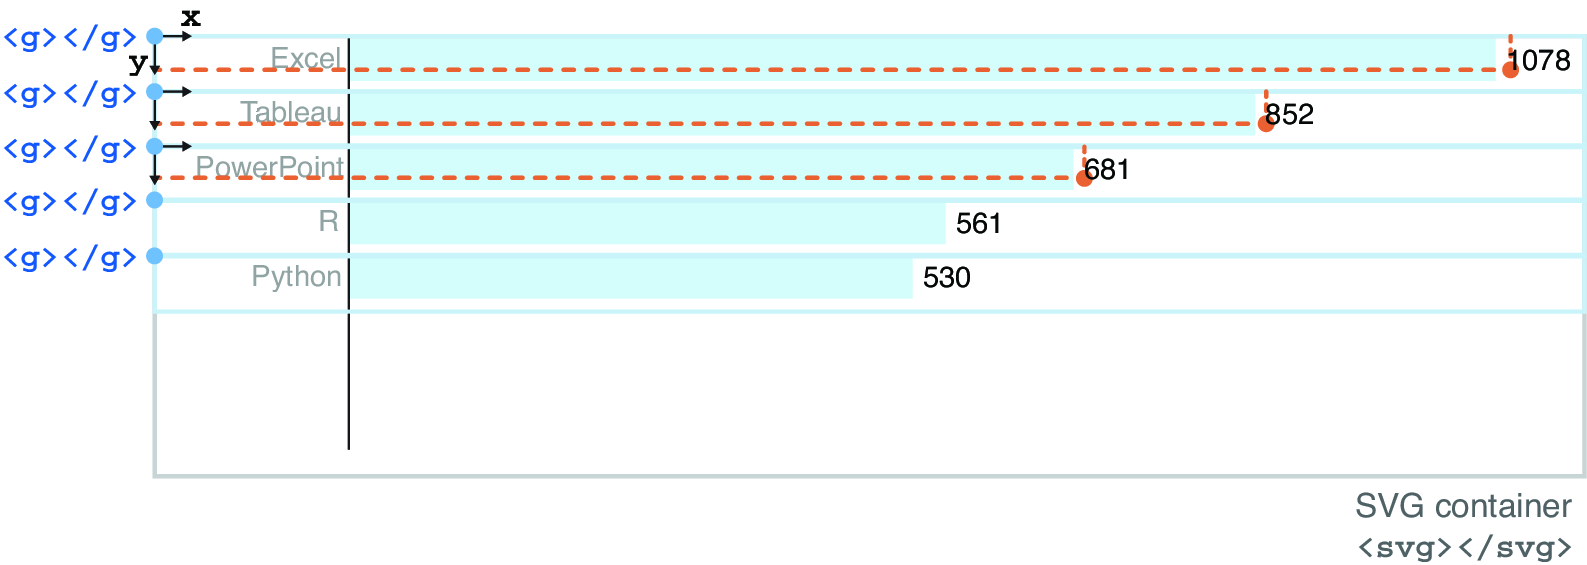 x
<g></g>
y
Excel
1078
<g></g>
Tableau
852
<g></g>
PowerPoint
681
<g></g>
R
561
<g></g>
Python
530
SVG container
<svg></svg>